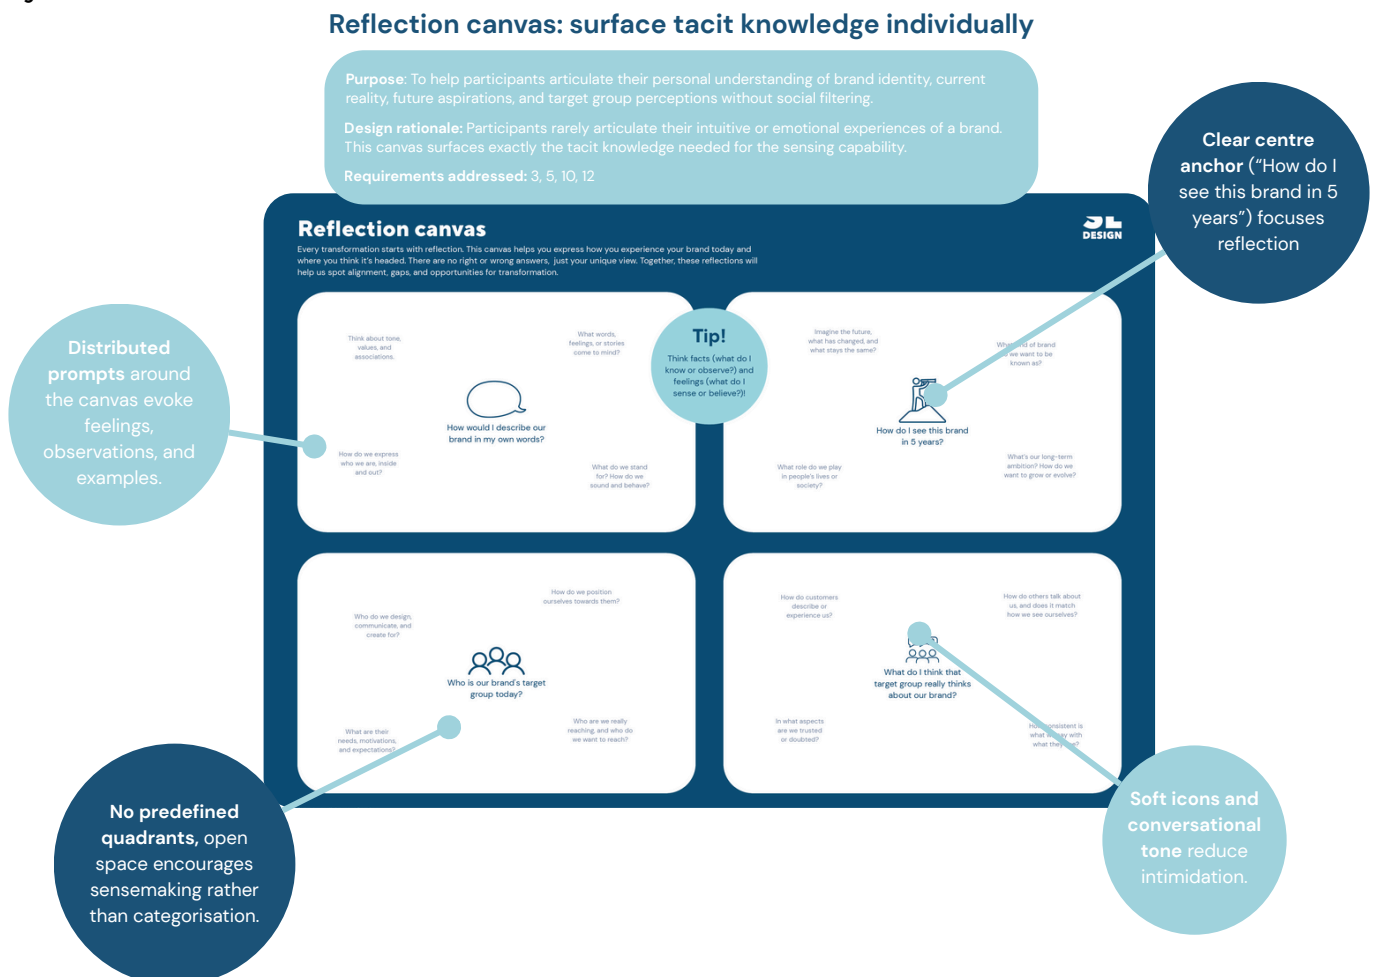 Reflection canvas: surface tacit knowledge individually
Purpose: To help participants articulate their personal understanding of brand identity, current
reality, future aspirations, and target group perceptions without social filtering.
Design rationale: Participants rarely articulate their intuitive or emotional experiences of a brand.
This canvas surfaces exactly the tacit knowledge needed for the sensing capability.
Requirements addressed: 3, 5, 10, 12
Clear centre
anchor (“How do I
see this brand in 5
years”) focuses
reflection
Reflection canvas
Every transformation starts with reflection. This canvas helps you express how you experience your brand today and
where you think it's headed. There are no right or wrong answers, just your unique view. Together, these reflections will
help us spot alignment, gaps, and opportunities for transformation.
DESIGN
Distributed
prompts around
the canvas evoke
feelings,
observations, and
examples.
Think about tone,
values, and
associations.
What words,
feelings, or stories
come to mind?
How would I describe our
brand in my own words?
How do we express
who we are, inside
and out?
What do we stand
for? How do we
sound and behave?
Tip!
Think facts (what do I
know or observe?) and
feelings (what do I
sense or believe?)!
Imagine the future,
what has changed, and
what stays the same?
of brand
we want to be
known as?
How do I see this brand
in 5 years?
What role do we play
in people's lives or
society?
What's our long-term
ambition? How do we
want to grow or evolve?
Who do we design,
communicate, and
create for?
How do we position
ourselves towards them?
Who is our brand's target
group today?
What are their
needs, motivations,
and expectations?
Who are we really
reaching, and who do
we want to reach?
How do customers
describe or
experience us?
How do others talk about
us, and does it match
how we see ourselves?
What do I think that
target group really thinks
about our brand?
In what aspects
are we trusted
or doubted?
consistent is
what with
what
No predefined
quadrants, open
space encourages
sensemaking rather
than categorisation.
Soft icons and
conversational
tone reduce
intimidation.